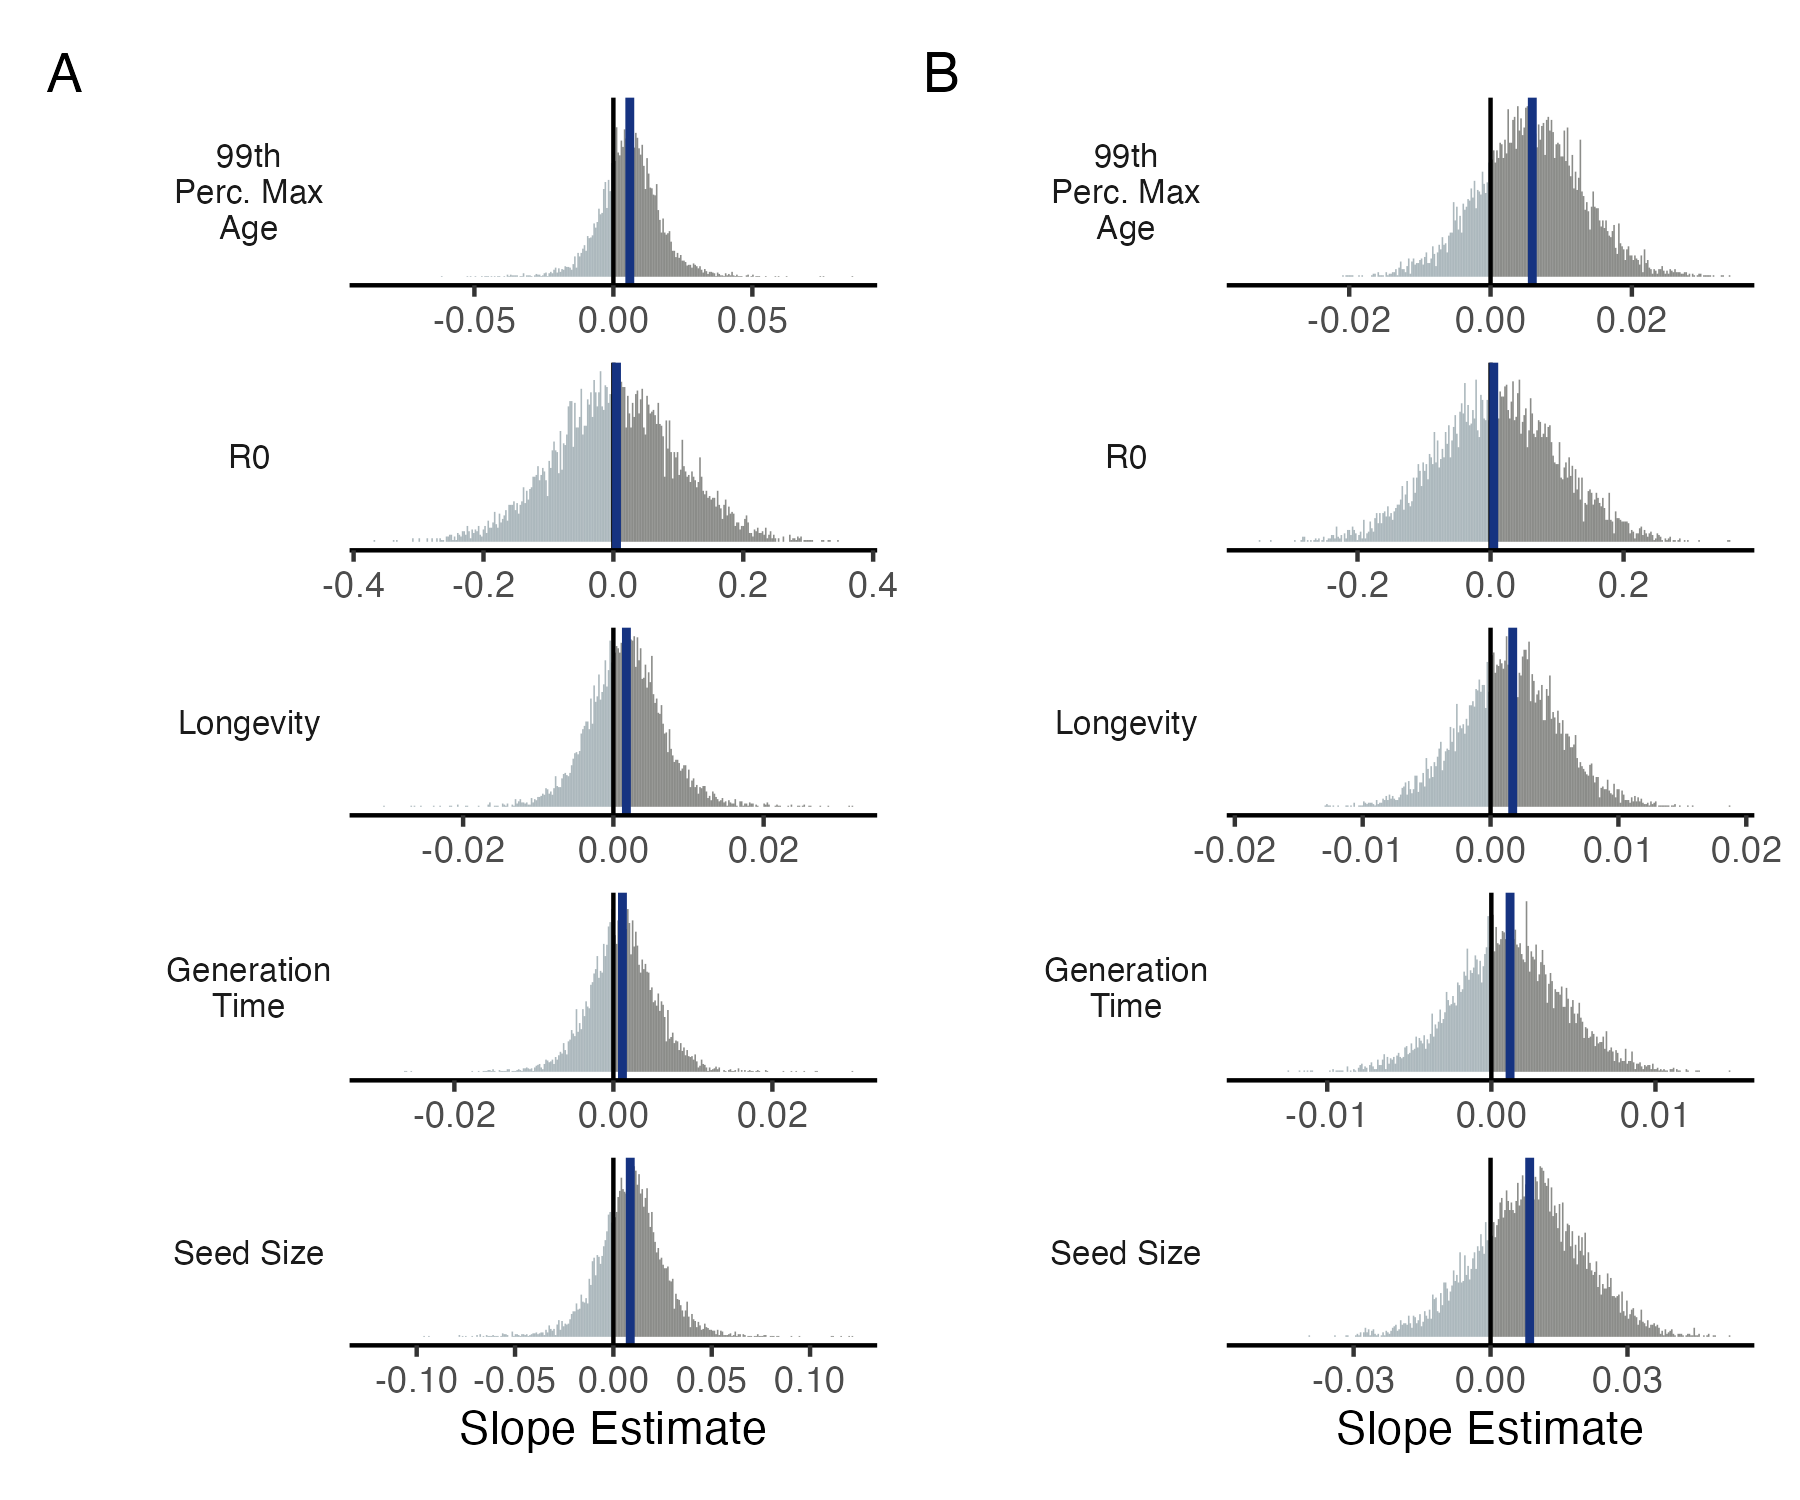 A
99th
Perc. Max
Age
-0.05 0.00 0.05
R0
-0.4 -0.2 0.0 0.2 0.4
Longevity
-0.02 0.00 0.02
Generation
Time
-0.02 0.00 0.02
Seed Size
-0.10 -0.05 0.00 0.05 0.10
Slope Estimate
B
99th
Perc. Max
Age
-0.02 0.00 0.02
R0
-0.2 0.0 0.2
Longevity
-0.02 -0.01 0.00 0.01 0.02
Generation
Time
-0.01 0.00 0.01
Seed Size
-0.03 0.00 0.03
Slope Estimate